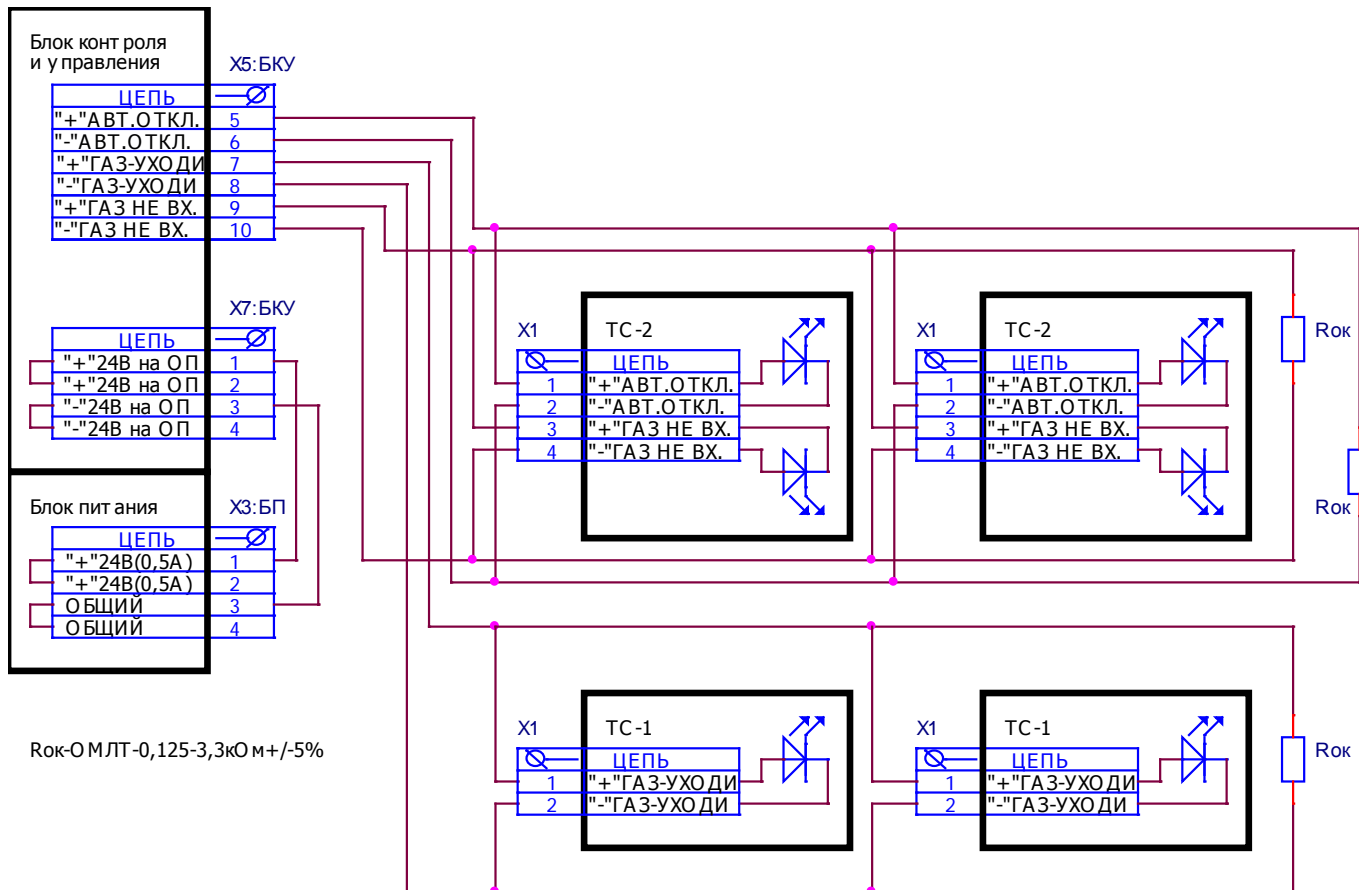 Блок контроля
и управления
X5:БКУ
ЦЕПЬ
"+"АВТ.ОТКЛ. 5
"-"АВТ.ОТКЛ. 6
"+"ГАЗ-УХОДИ 7
"-"ГАЗ-УХОДИ 8
"+"ГАЗ НЕ ВХ. 9
"-"ГАЗ НЕ ВХ. 10
X7:БКУ
ЦЕПЬ
"+"24В на ОП 1
"+"24В на ОП 2
"-"24В на ОП 3
"-"24В на ОП 4
Блок питания
X3:БП
ЦЕПЬ
"+"24В(0,5А) 1
"+"24В(0,5А) 2
ОБЩИЙ 3
ОБЩИЙ 4
Rок-ОМЛТ-0,125-3,3кОм+/-5%
X1
ТС-2
ЦЕПЬ
1 "+"АВТ.ОТКЛ.
2 "-"АВТ.ОТКЛ.
3 "+"ГАЗ НЕ ВХ.
4 "-"ГАЗ НЕ ВХ.
X1
ТС-2
ЦЕПЬ
1 "+"АВТ.ОТКЛ.
2 "-"АВТ.ОТКЛ.
3 "+"ГАЗ НЕ ВХ.
4 "-"ГАЗ НЕ ВХ.
Rок
Rок
X1
ТС-1
ЦЕПЬ
1 "+"ГАЗ-УХОДИ
2 "-"ГАЗ-УХОДИ
X1
ТС-1
ЦЕПЬ
1 "+"ГАЗ-УХОДИ
2 "-"ГАЗ-УХОДИ
Rок